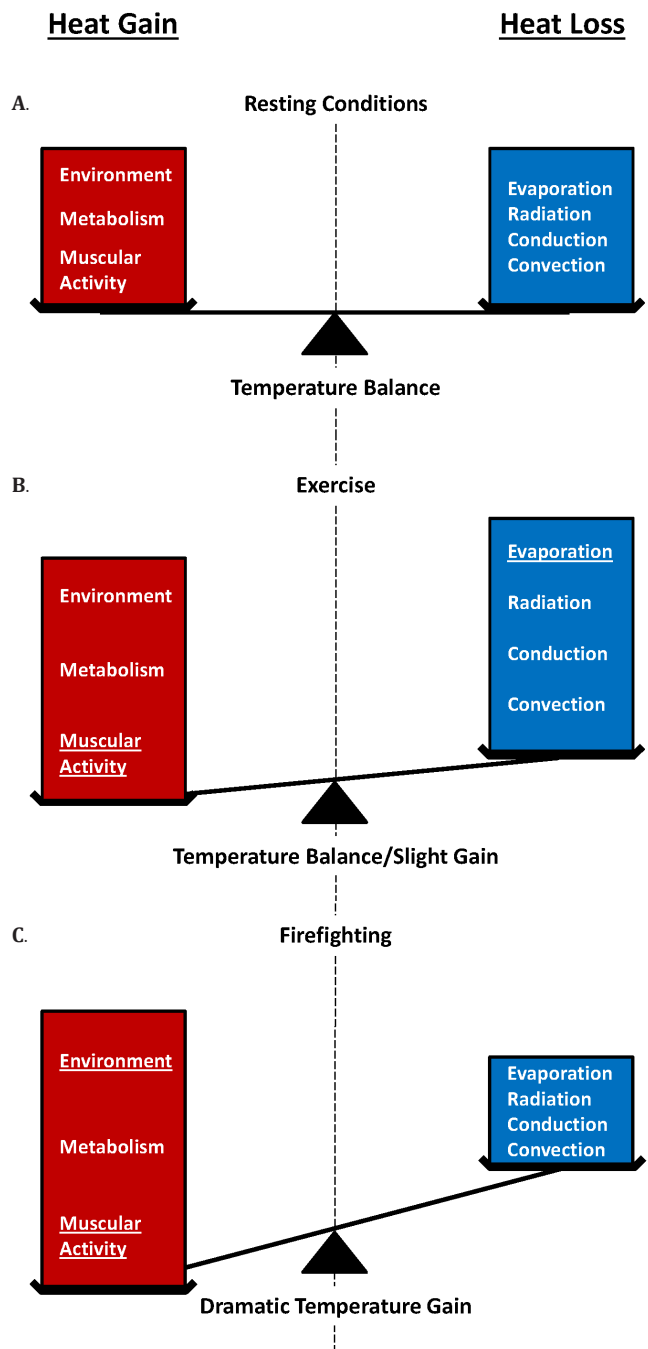 Heat Gain
Heat Loss
A.
Resting Conditions
Environment
Metabolism
Muscular
Activity
Evaporation
Radiation
Conduction
Convection
Temperature Balance
B.
Exercise
Environment
Metabolism
Muscular
Activity
Evaporation
Radiation
Conduction
Convection
Temperature Balance/Slight Gain
C.
Firefighting
Environment
Metabolism
Muscular
Activity
Evaporation
Radiation
Conduction
Convection
Dramatic Temperature Gain